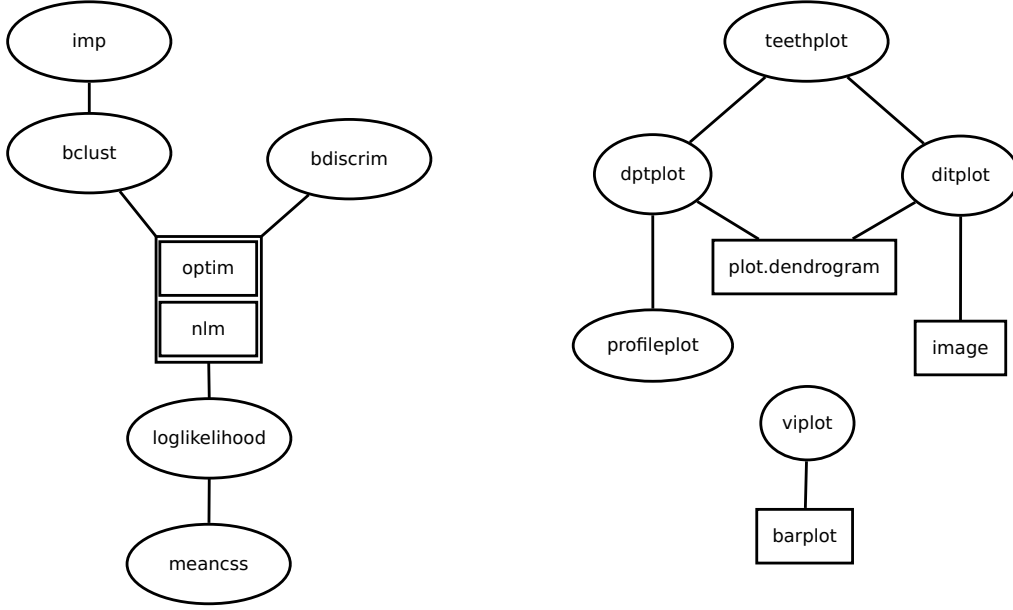 imp
bclust
bdiscrim
optim
nlm
loglikelihood
meancss
teethplot
dptplot
ditplot
plot.dendrogram
profileplot
image
viplot
barplot